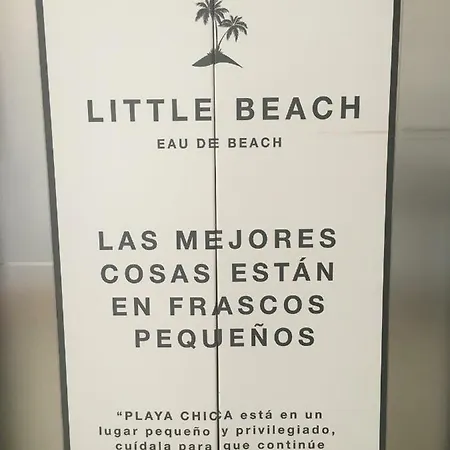 LITTLE BEACH
EAU DE BEACH
LAS MEJORES
COSAS ESTÁN
EN FRASCOS
PEQUEÑOS
“PLAYA CHICA está en un
lugar pequeño y privilegiado,
cuídala para que continúe